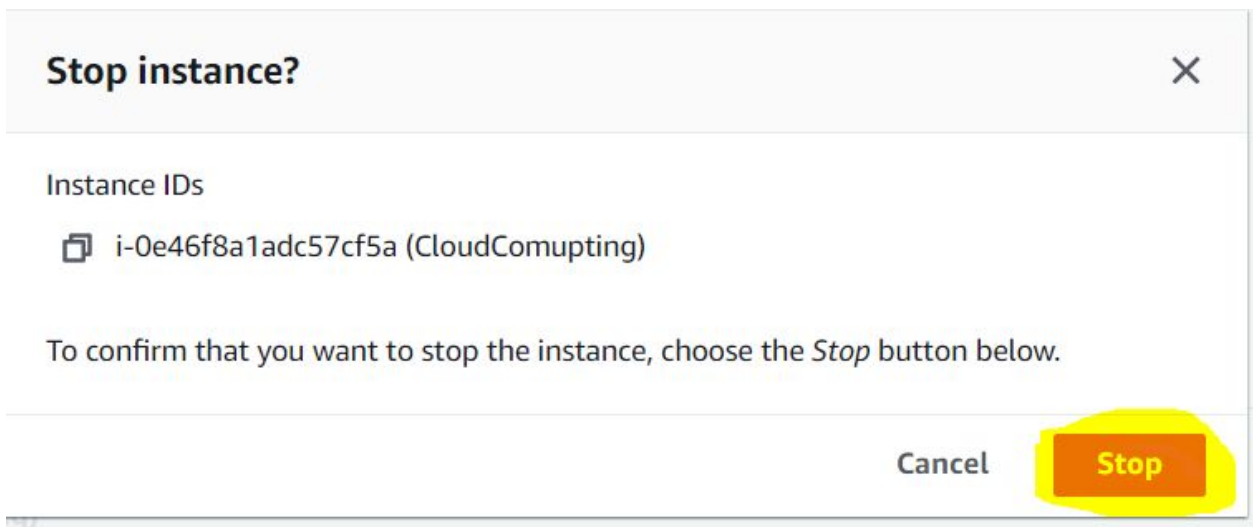 Stop instance?
Instance IDs
i-0e46f8a1adc57cf5a (CloudComupting)
To confirm that you want to stop the instance, choose the Stop button below.
Cancel Stop